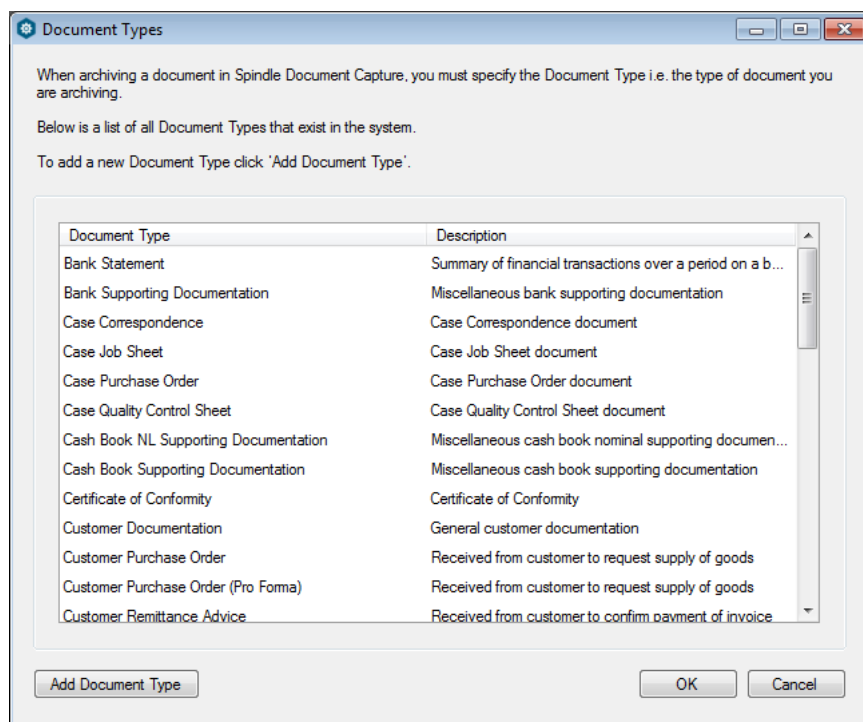 Document Types
When archiving a document in Spindle Document Capture, you must specify the Document Type i.e. the type of document you
are archiving.
Below is a list of all Document Types that exist in the system.
To add a new Document Type click 'Add Document Type'.
Document Type Description
Bank Statement Summary of financial transactions over a period on a b...
Bank Supporting Documentation Miscellaneous bank supporting documentation
Case Correspondence Case Correspondence document
Case Job Sheet Case Job Sheet document
Case Purchase Order Case Purchase Order document
Case Quality Control Sheet Case Quality Control Sheet document
Cash Book NL Supporting Documentation Miscellaneous cash book nominal supporting documen...
Cash Book Supporting Documentation Miscellaneous cash book supporting documentation
Certificate of Conformity Certificate of Conformity
Customer Documentation General customer documentation
Customer Purchase Order Received from customer to request supply of goods
Customer Purchase Order (Pro Forma) Received from customer to request supply of goods
Customer Remittance Advice Received from customer to confirm payment of invoice
Add Document Type OK Cancel